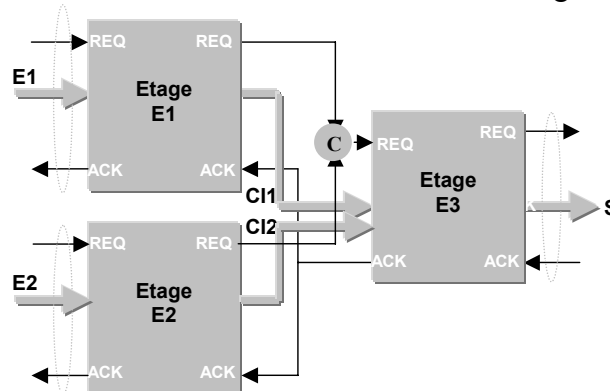 REQ
REQ
E1
Etage
E1
ACK
ACK
C
REQ
REQ
Etage
E3
S
ACK
ACK
CI1
CI2
REQ
REQ
E2
Etage
E2
ACK
ACK